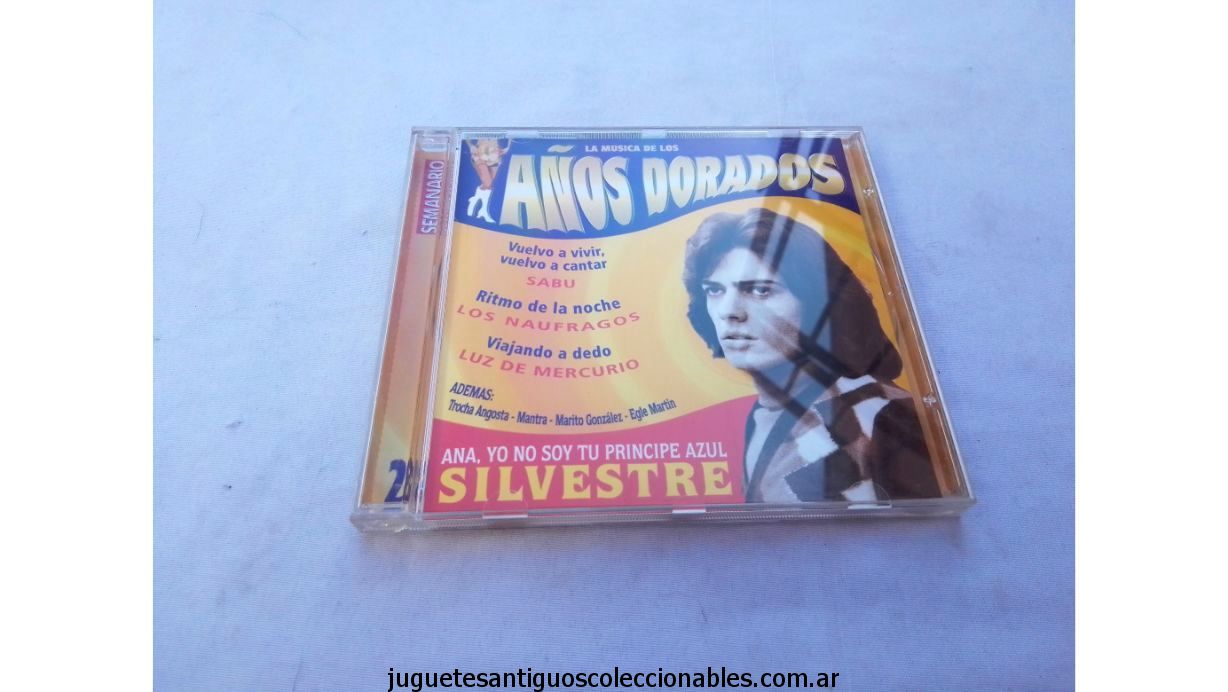 SEMANARIO
LA MUSICA DE LOS
AÑOS DORADOS
Vuelvo a vivir,
vuelvo a cantar
SABU
Ritmo de la noche
LOS NAUFRAGOS
Viajando a dedo
LUZ DE MERCURIO
ADEMAS:
Trocha Angosta - Mantra - Marito González - Egle Martin
ANA, YO NO SOY TU PRINCIPE AZUL
SILVESTRE
juguetesantiguoscoleccionables.com.ar